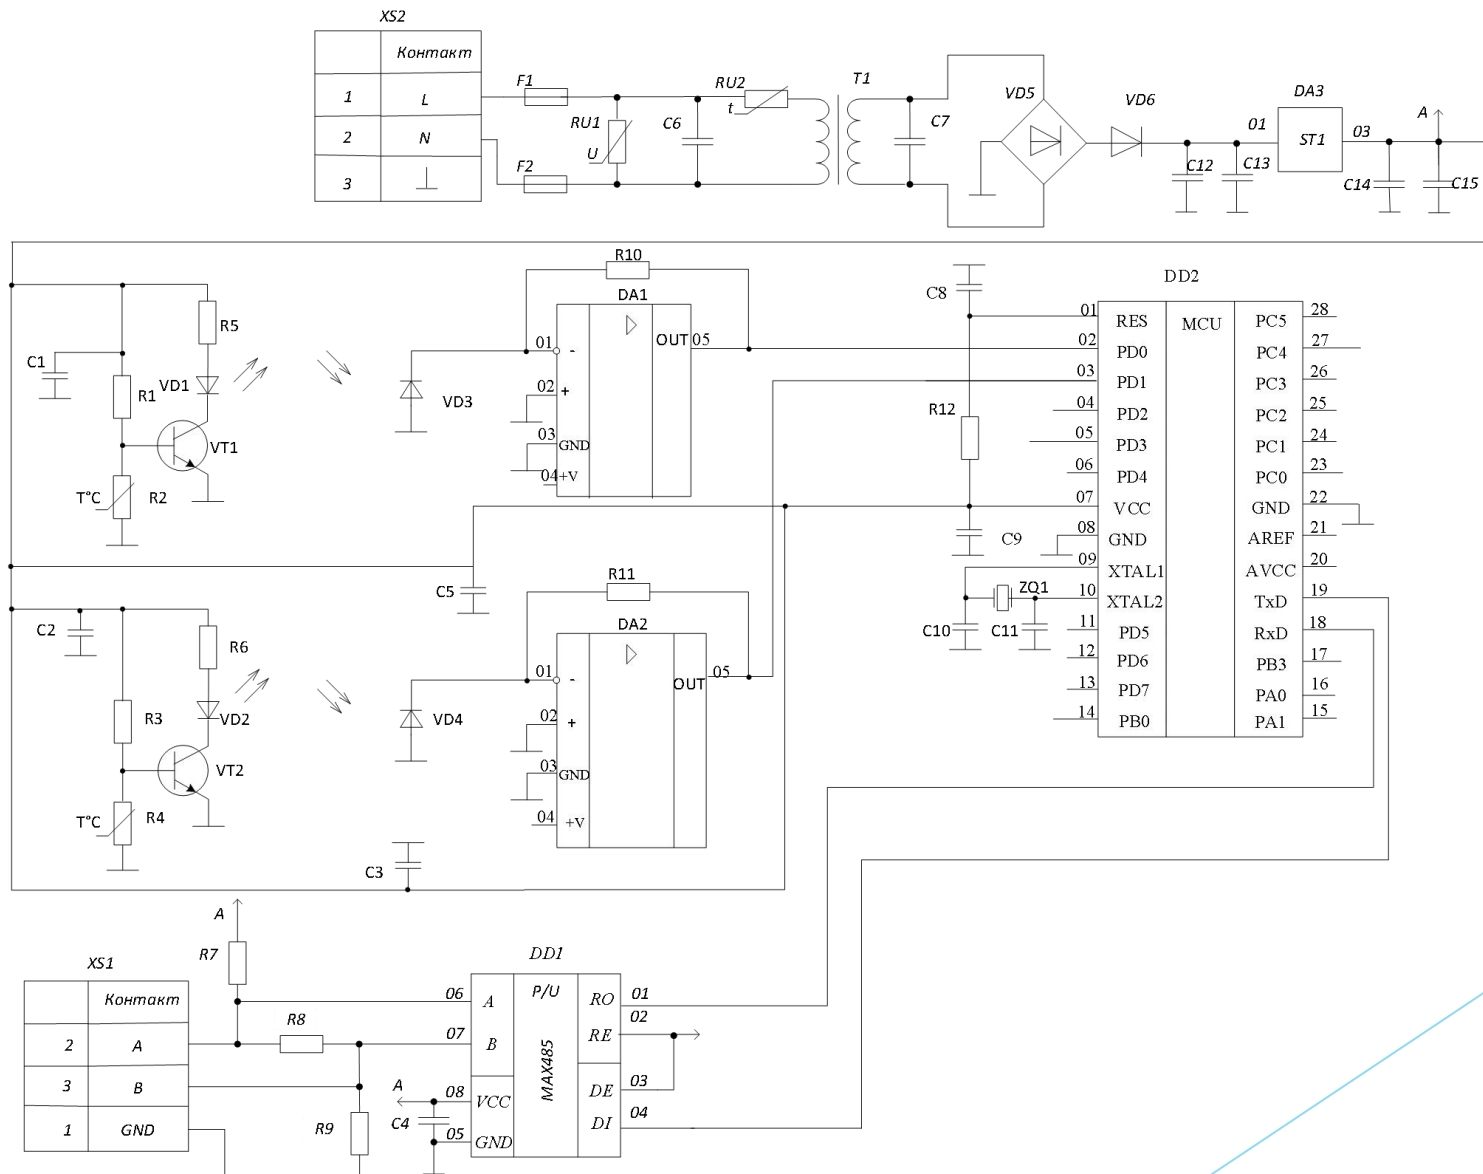 XS2
Контакт
1 L
2 N
3
F1
F2
RU1
U
C6
RU2
t
T1
C7
VD5
VD6
C12
C13
01
DA3
ST1
03
C14
A
C15
C1
R1
T°C
R2
R5
VD1
VT1
VD3
R10
DA1
01 -
02 +
03 GND
04 +V
OUT 05
C5
C2
R3
T°C
R4
R6
VD2
VT2
VD4
R11
DA2
01 -
02 +
03 GND
04 +V
OUT 05
C3
C8
R12
C9
C10
ZQ1
C11
DD2
MCU
01 RES
02 PD0
03 PD1
04 PD2
05 PD3
06 PD4
07 VCC
08 GND
09 XTAL1
10 XTAL2
11 PD5
12 PD6
13 PD7
14 PB0
PC5 28
PC4 27
PC3 26
PC2 25
PC1 24
PC0 23
GND 22
AREF 21
AVCC 20
TxD 19
RxD 18
PB3 17
PA0 16
PA1 15
XS1
Контакт
2 A
3 B
1 GND
A
R7
R8
R9
A
C4
DD1
P/U
MAX485
06 A
07 B
08 VCC
05 GND
RO 01
RE 02
DE 03
DI 04